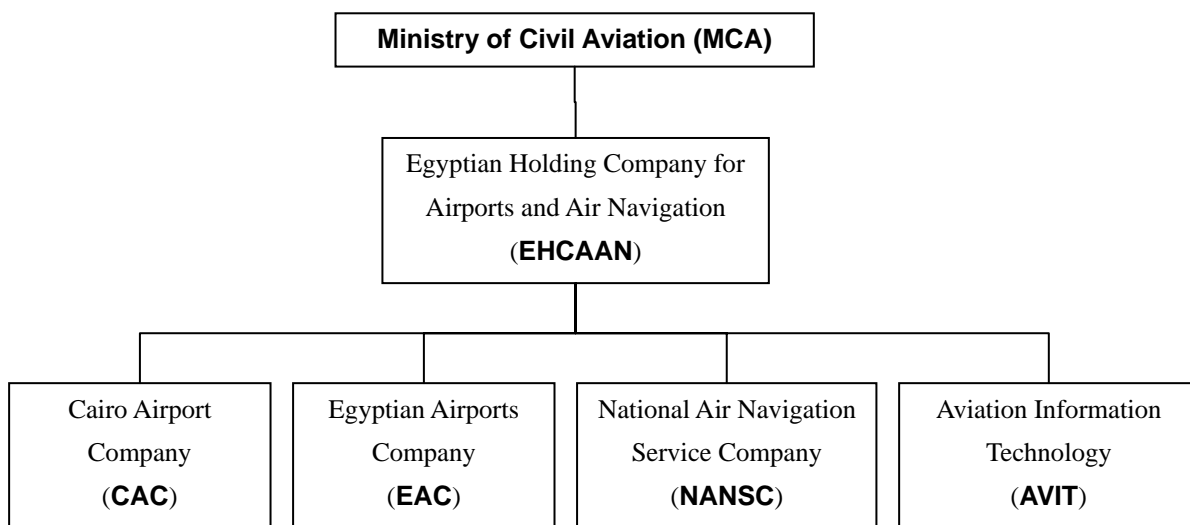 Ministry of Civil Aviation (MCA)
Egyptian Holding Company for
Airports and Air Navigation
(EHCAAN)
Cairo Airport
Company
(CAC)
Egyptian Airports
Company
(EAC)
National Air Navigation
Service Company
(NANSC)
Aviation Information
Technology
(AVIT)